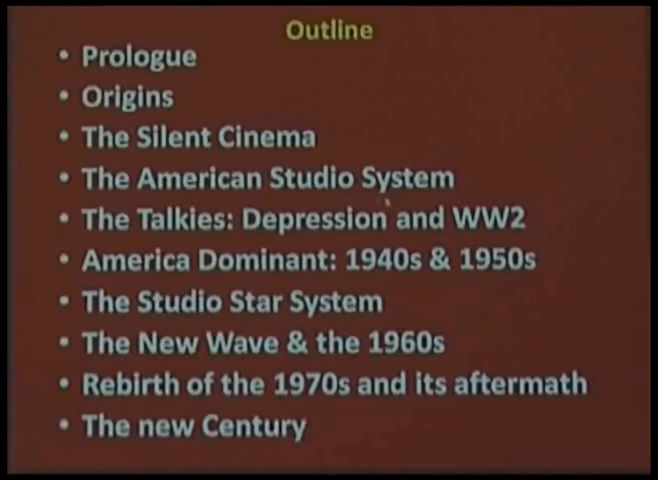 Outline
• Prologue
• Origins
• The Silent Cinema
• The American Studio System
• The Talkies: Depression and WW2
• America Dominant: 1940s & 1950s
• The Studio Star System
• The New Wave & the 1960s
• Rebirth of the 1970s and its aftermath
• The new Century